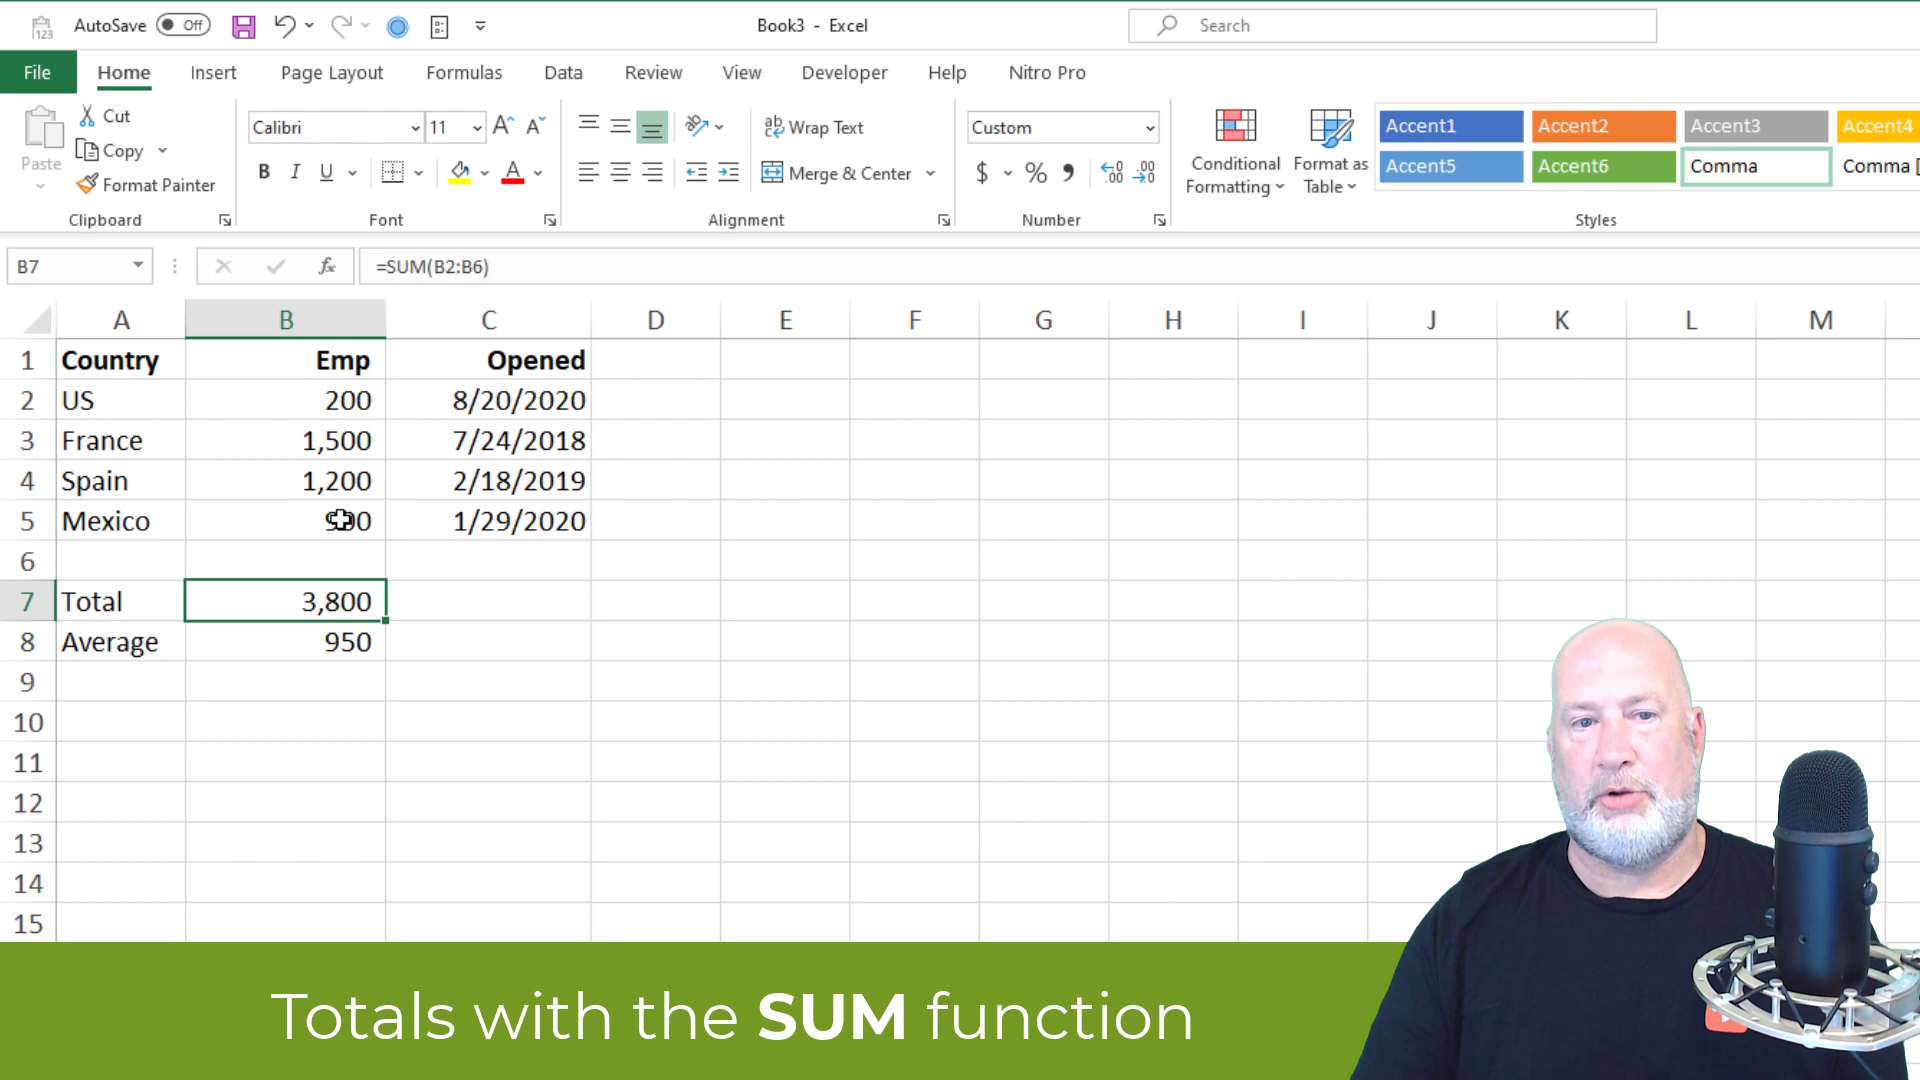 AutoSave Off Book3 - Excel Search
File Home Insert Page Layout Formulas Data Review View Developer Help Nitro Pro
Paste
Cut
Copy
Format Painter
Clipboard
Calibri 11
B I U
Font
Wrap Text
Merge & Center
Alignment
Custom
$ % ,
Number
Conditional Formatting
Format as Table
Accent1 Accent2 Accent3 Accent4
Accent5 Accent6 Comma Comma [
Styles
B7 fx =SUM(B2:B6)
A B C D E F G H I J K L M
1 Country Emp Opened
2 US 200 8/20/2020
3 France 1,500 7/24/2018
4 Spain 1,200 2/18/2019
5 Mexico 1/29/2020
6
7 Total 3,800
8 Average 950
9
10
11
12
13
14
15
Totals with the SUM function